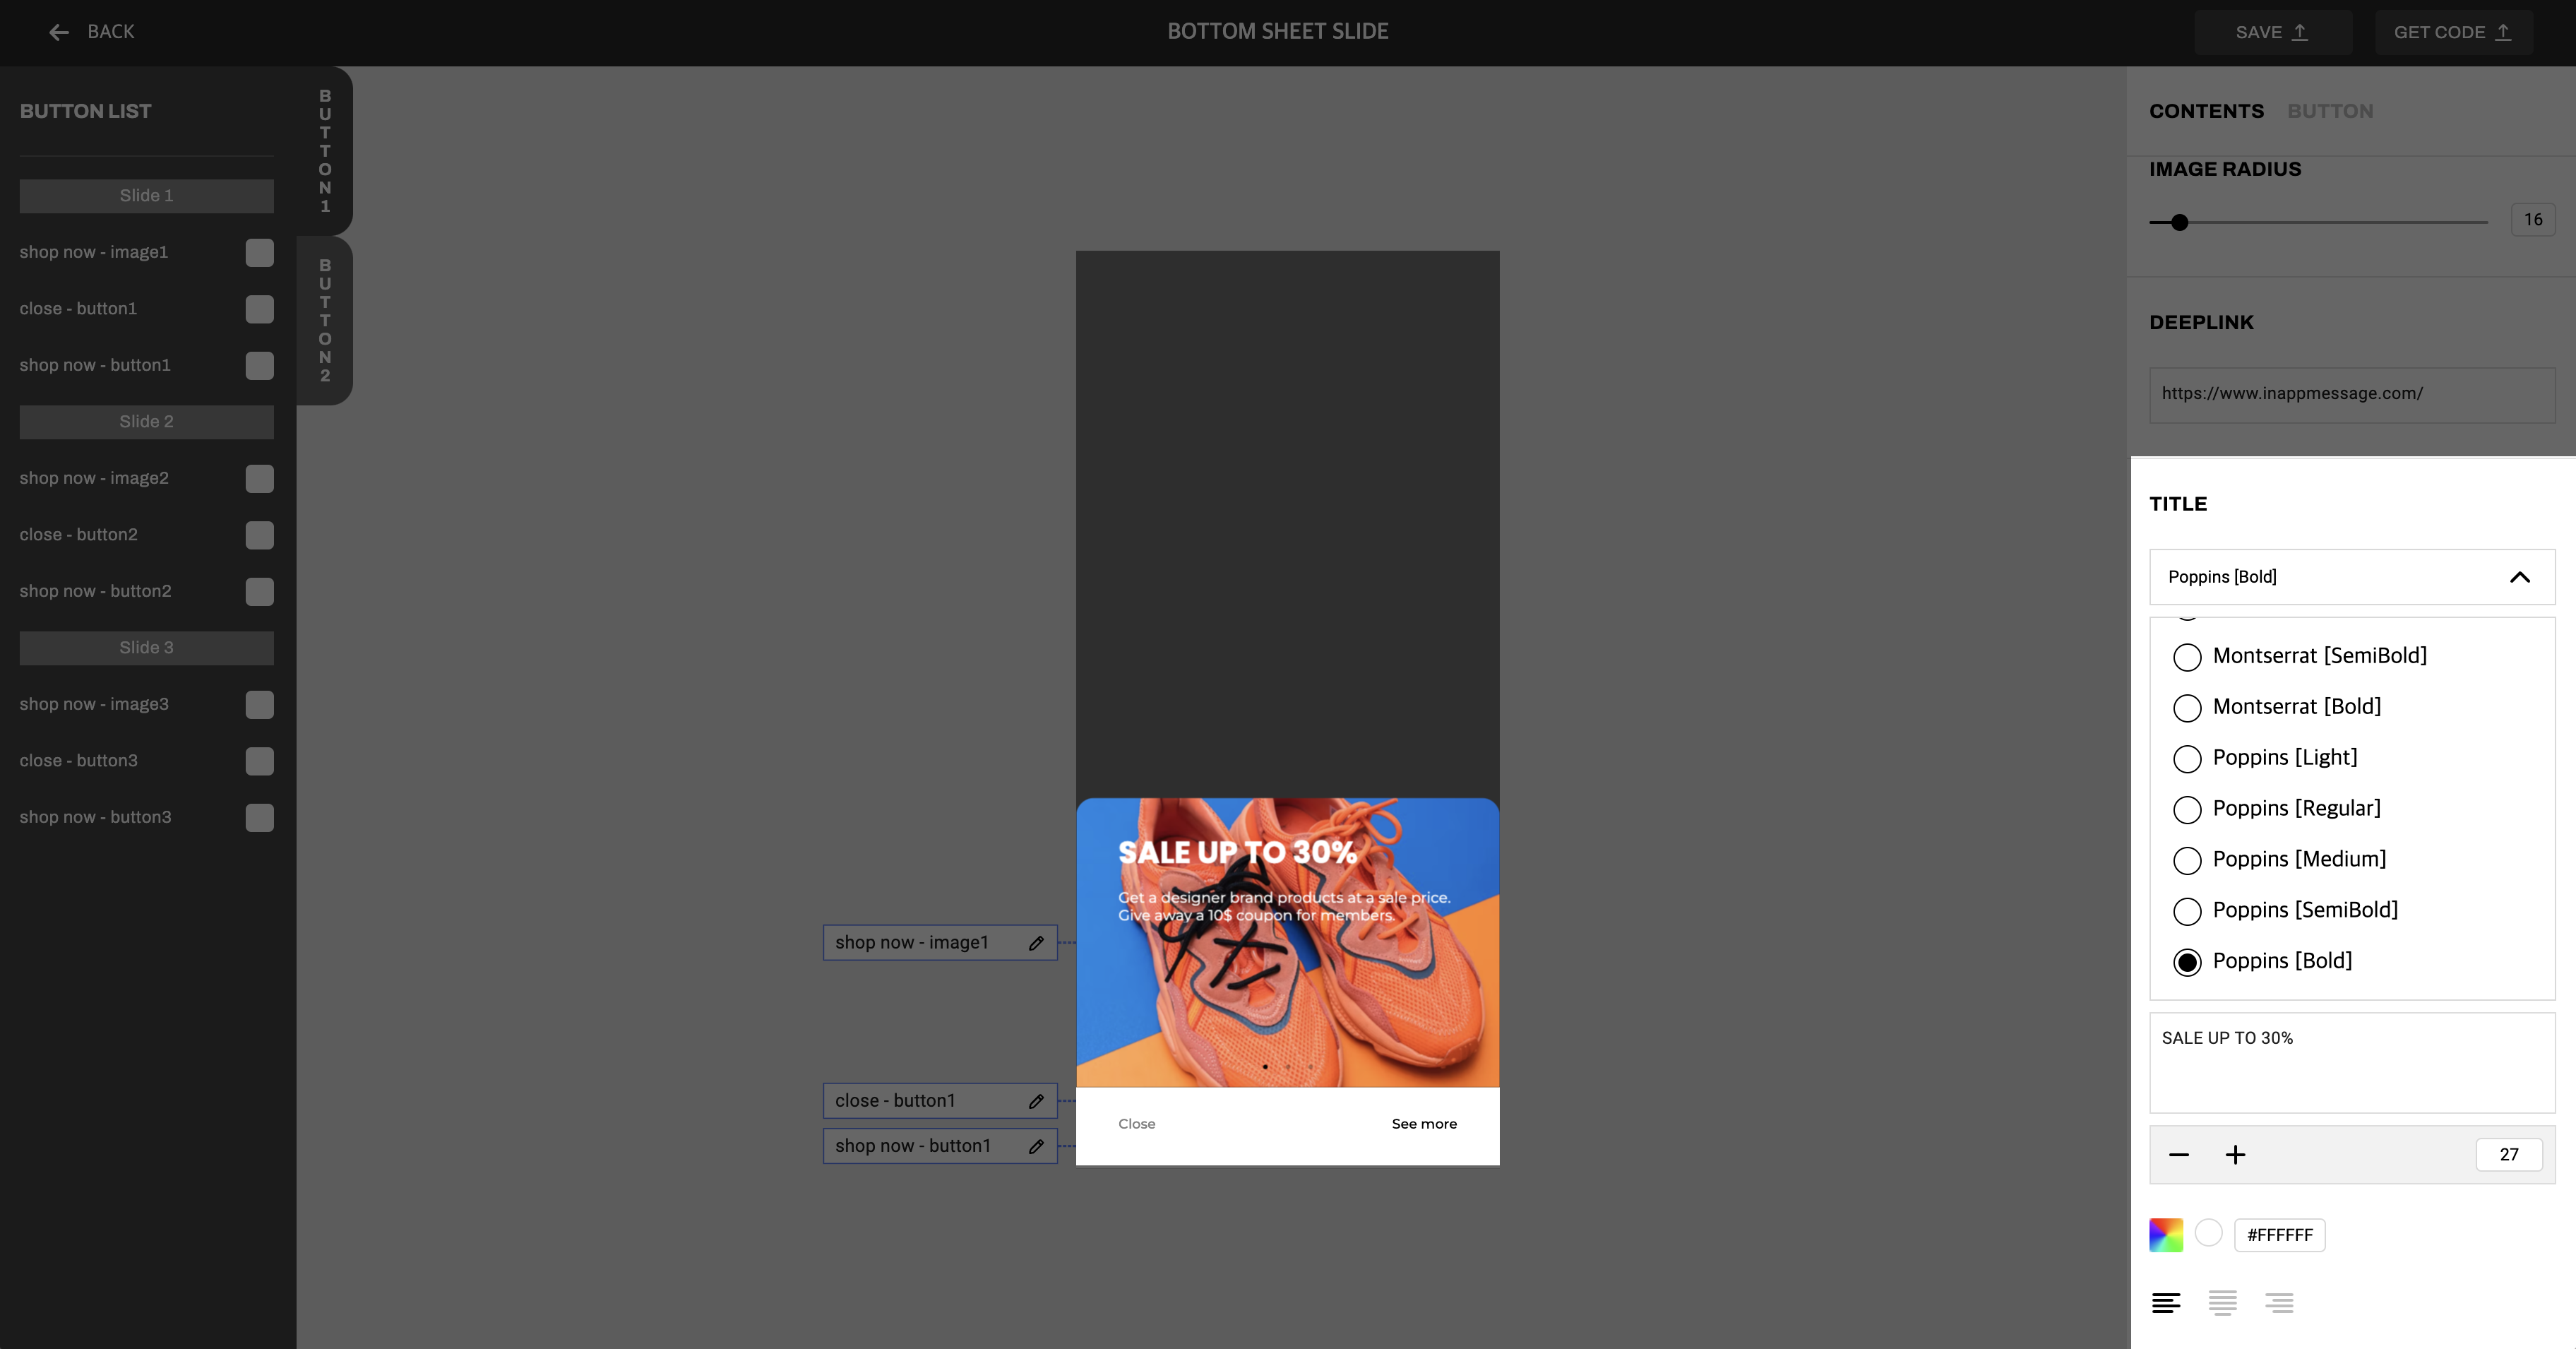 BACK
BOTTOM SHEET SLIDE
SAVE
GET CODE
BUTTON LIST
Slide 1
shop now - image1
close - button1
shop now - button1
Slide 2
shop now - image2
close - button2
shop now - button2
Slide 3
shop now - image3
close - button3
shop now - button3
BUTTON1
BUTTON2
shop now - image1
close - button1
shop now - button1
SALE UP TO 30%
Get a designer brand products at a sale price.
Give away a 10$ coupon for members.
Close
See more
CONTENTS
BUTTON
IMAGE RADIUS
16
DEEPLINK
https://www.inappmessage.com/
TITLE
Poppins [Bold]
Montserrat [SemiBold]
Montserrat [Bold]
Poppins [Light]
Poppins [Regular]
Poppins [Medium]
Poppins [SemiBold]
Poppins [Bold]
SALE UP TO 30%
27
#FFFFFF